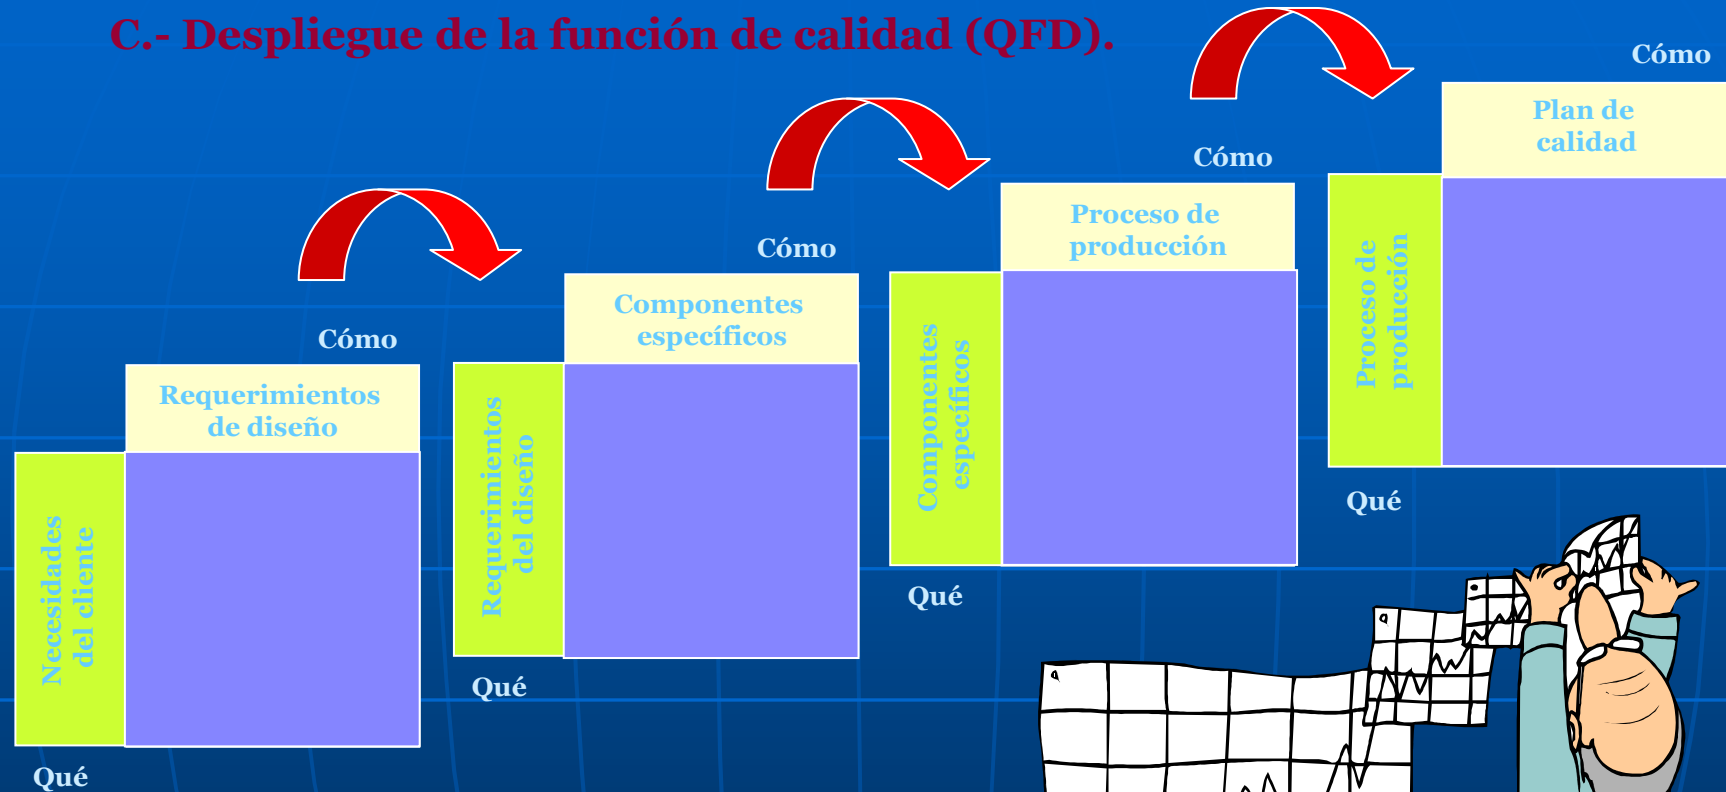 C.- Despliegue de la función de calidad (QFD).
Cómo
Requerimientos
de diseño
Necesidades
del cliente
Qué
Cómo
Componentes
específicos
Requerimientos
del diseño
Qué
Cómo
Proceso de
producción
Componentes
específicos
Qué
Cómo
Plan de
calidad
Proceso de
producción
Qué